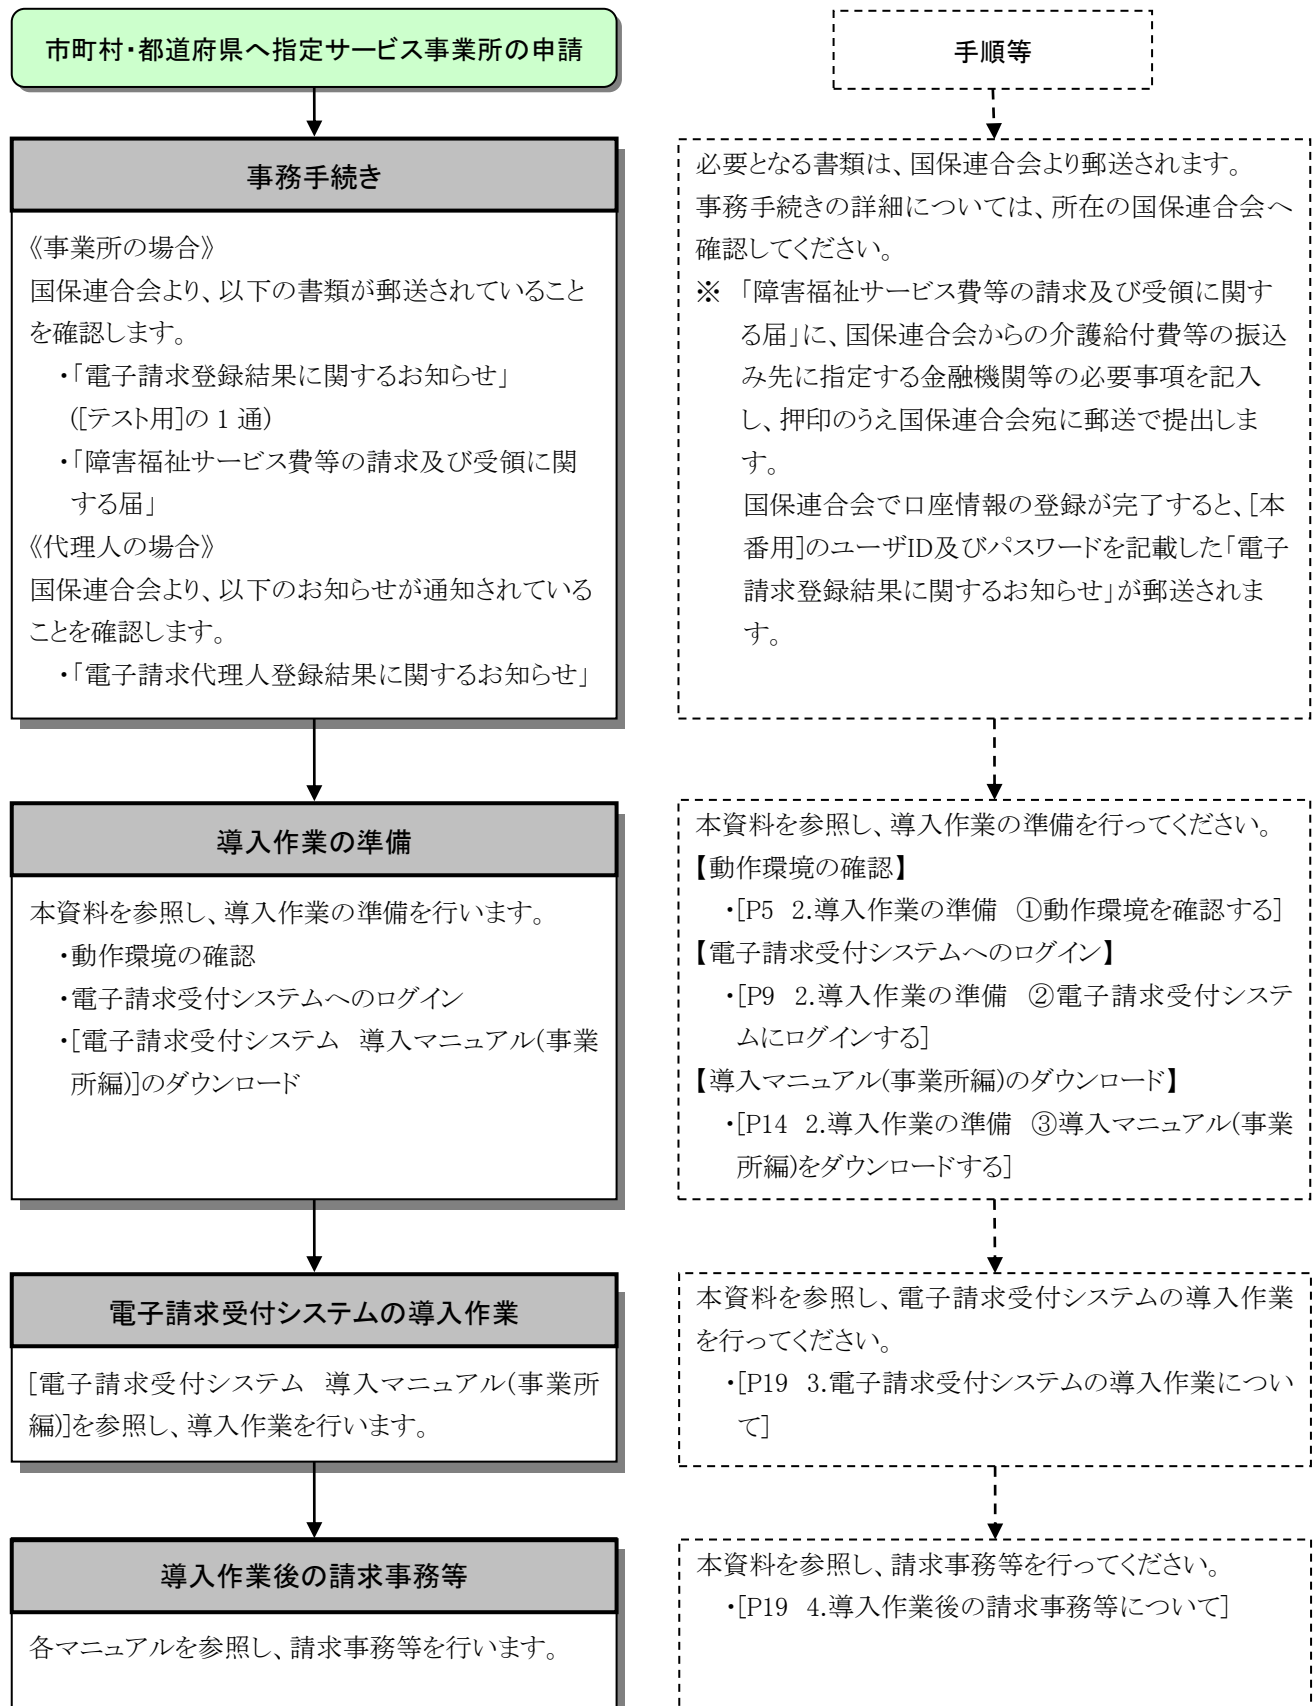 市町村・都道府県へ指定サービス事業所の申請
手順等
事務手続き
《事業所の場合》
国保連合会より、以下の書類が郵送されていること
を確認します。
・「電子請求登録結果に関するお知らせ」
([テスト用]の 1 通)
・「障害福祉サービス費等の請求及び受領に関
する届」
《代理人の場合》
国保連合会より、以下のお知らせが通知されている
ことを確認します。
・「電子請求代理人登録結果に関するお知らせ」
必要となる書類は、国保連合会より郵送されます。
事務手続きの詳細については、所在の国保連合会へ
確認してください。
※ 「障害福祉サービス費等の請求及び受領に関す
る届」に、国保連合会からの介護給付費等の振込
み先に指定する金融機関等の必要事項を記入
し、押印のうえ国保連合会宛に郵送で提出しま
す。
国保連合会で口座情報の登録が完了すると、[本
番用]のユーザID及びパスワードを記載した「電子
請求登録結果に関するお知らせ」が郵送されま
す。
導入作業の準備
本資料を参照し、導入作業の準備を行います。
・動作環境の確認
・電子請求受付システムへのログイン
・[電子請求受付システム 導入マニュアル(事業
所編)]のダウンロード
本資料を参照し、導入作業の準備を行ってください。
【動作環境の確認】
・[P5 2.導入作業の準備 ①動作環境を確認する]
【電子請求受付システムへのログイン】
・[P9 2.導入作業の準備 ②電子請求受付システ
ムにログインする]
【導入マニュアル(事業所編)のダウンロード】
・[P14 2.導入作業の準備 ③導入マニュアル(事業
所編)をダウンロードする]
電子請求受付システムの導入作業
[電子請求受付システム 導入マニュアル(事業所
編)]を参照し、導入作業を行います。
本資料を参照し、電子請求受付システムの導入作業
を行ってください。
・[P19 3.電子請求受付システムの導入作業につい
て]
導入作業後の請求事務等
各マニュアルを参照し、請求事務等を行います。
本資料を参照し、請求事務等を行ってください。
・[P19 4.導入作業後の請求事務等について]